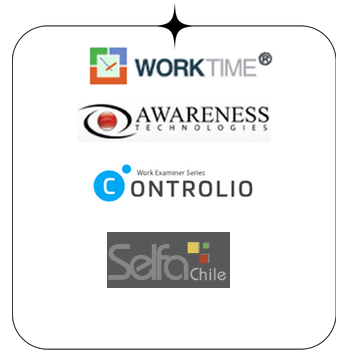 WORKTIME®
AWARENESS
TECHNOLOGIES
Work Examiner Series
CONTROLIO
Selfa Chile